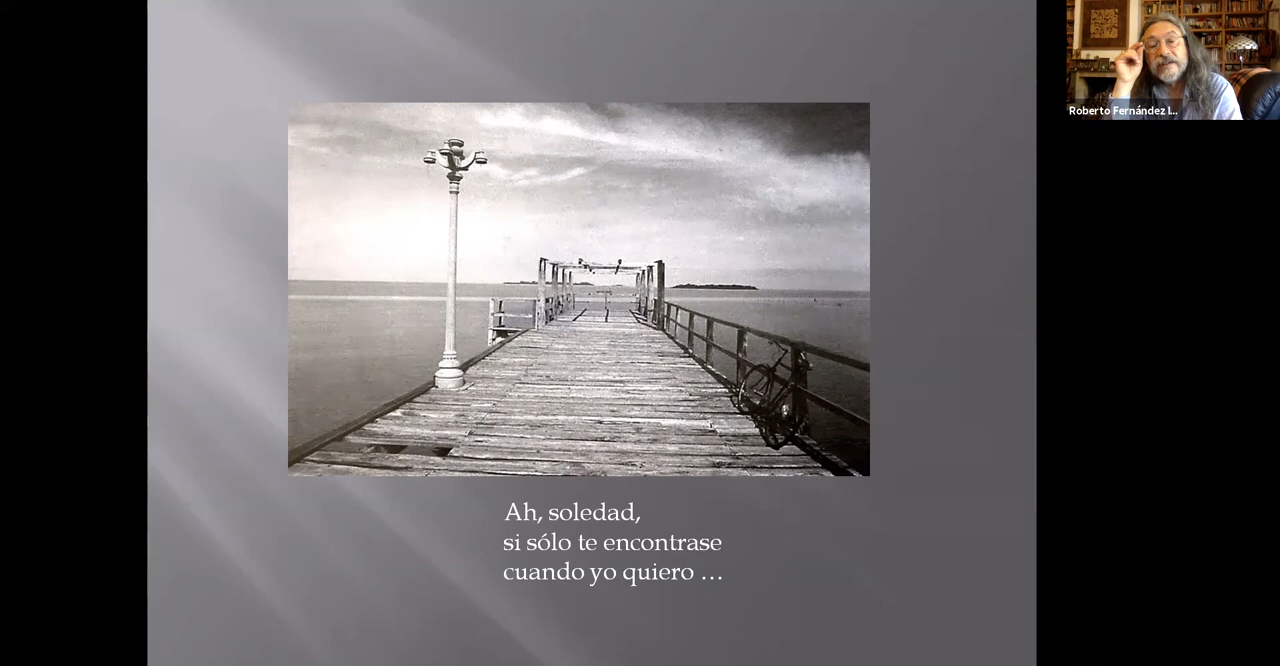 Roberto Fernández I...
Ah, soledad,
si sólo te encontrase
cuando yo quiero …